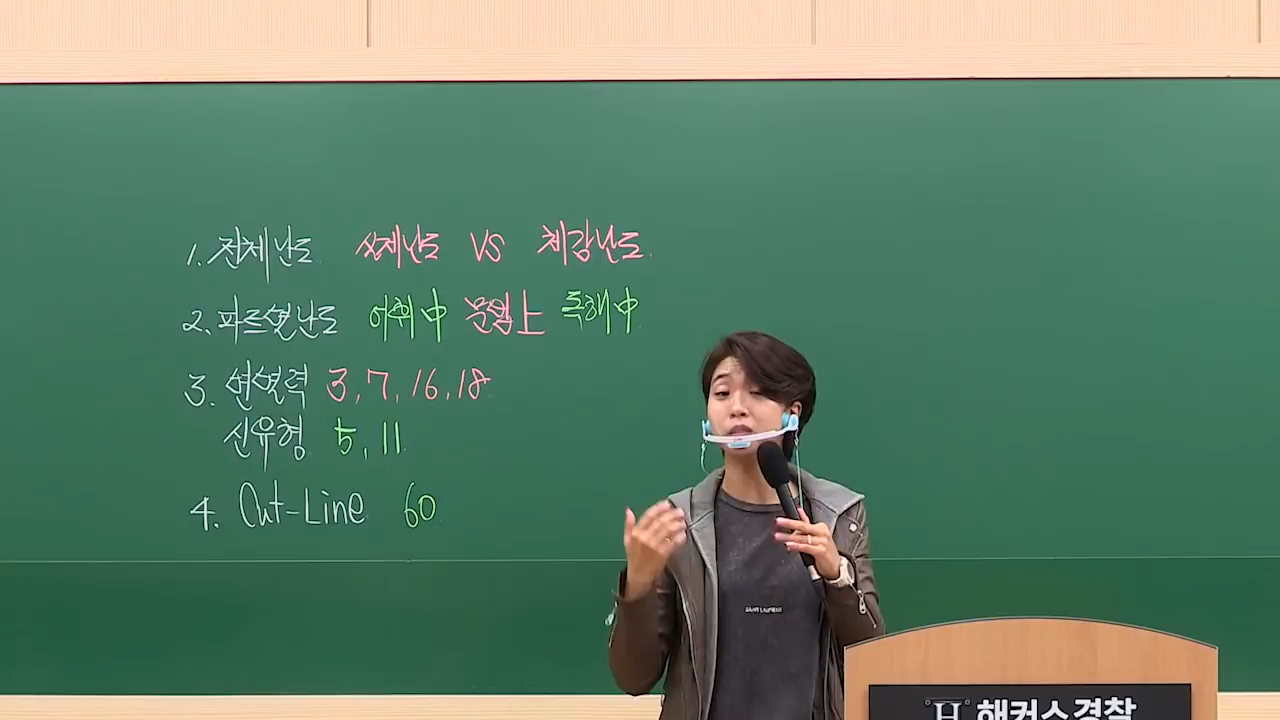 1. 전체난도 실제난도 VS 체감난도
2. 파트별난도 어휘中 문법上 독해中
3. 변별력 3, 7, 16, 18
신유형 5, 11
4. Cut-Line 60
SAINT LAURENT
H 해커스경찰